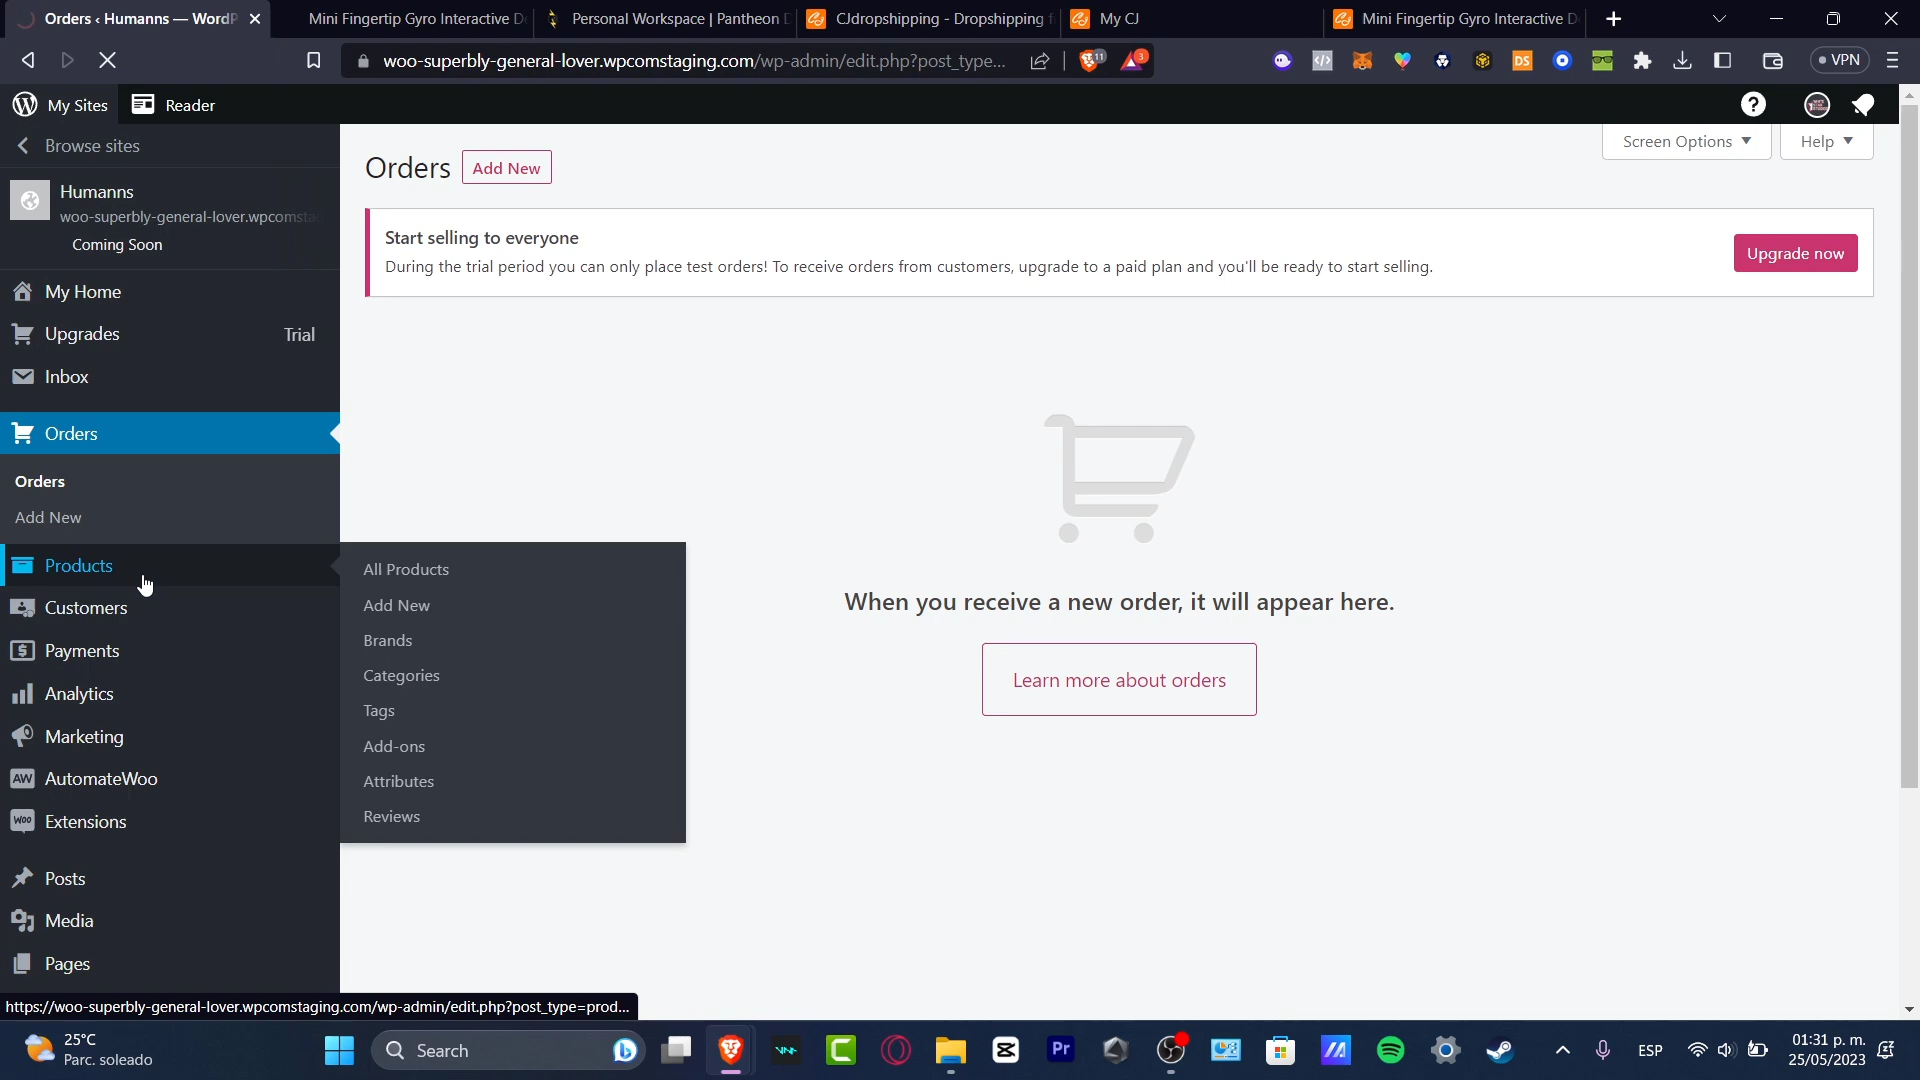 Orders ‹ Humanns — WordP
Mini Fingertip Gyro Interactive De
Personal Workspace | Pantheon D
CJdropshipping - Dropshipping f
My CJ
Mini Fingertip Gyro Interactive D
woo-superbly-general-lover.wpcomstaging.com/wp-admin/edit.php?post_type...
11
3
DS
VPN
My Sites
Reader
Browse sites
Screen Options
Help
Orders
Add New
Humanns
woo-superbly-general-lover.wpcomsta
Coming Soon
Start selling to everyone
During the trial period you can only place test orders! To receive orders from customers, upgrade to a paid plan and you'll be ready to start selling.
Upgrade now
My Home
Upgrades
Trial
Inbox
Orders
Orders
Add New
Products
Customers
Payments
Analytics
Marketing
AW
AutomateWoo
Woo
Extensions
Posts
Media
Pages
All Products
Add New
Brands
Categories
Tags
Add-ons
Attributes
Reviews
When you receive a new order, it will appear here.
Learn more about orders
https://woo-superbly-general-lover.wpcomstaging.com/wp-admin/edit.php?post_type=prod...
25°C
Parc. soleado
Search
Pr
ESP
01:31 p. m.
25/05/2023